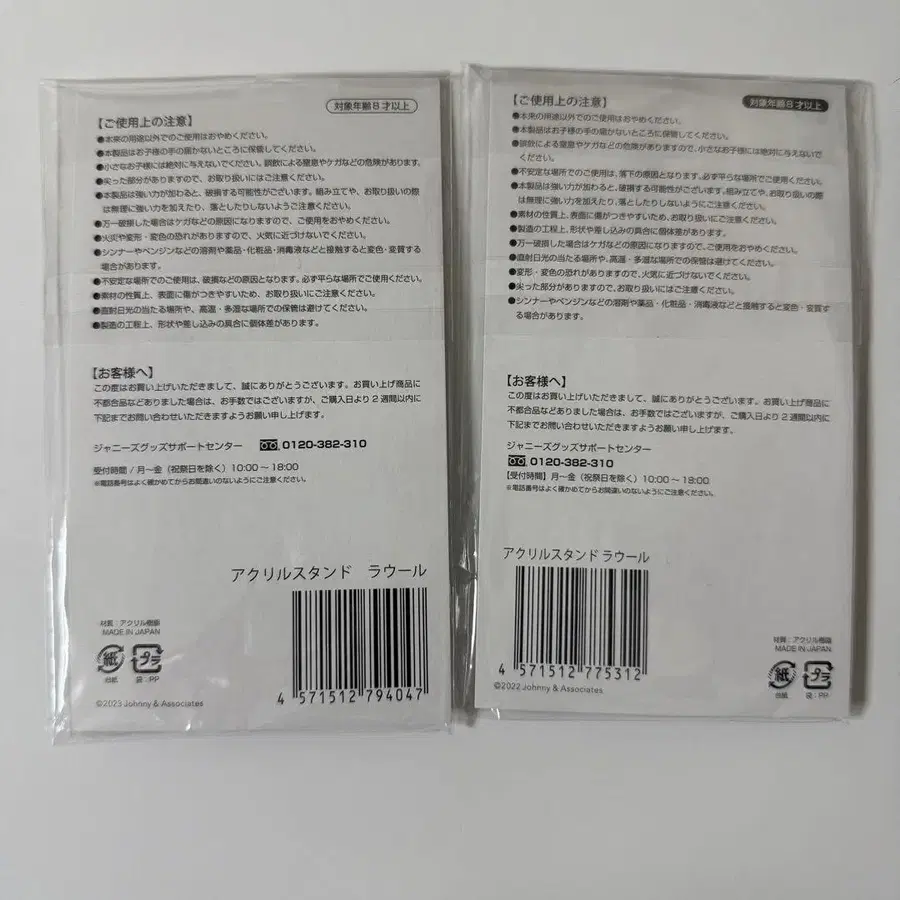 【ご使用上の注意】
対象年齢8才以上
●本来の用途以外でのご使用はおやめください。
●本製品はお子様の手の届かないところに保管してください。
●小さなお子様には絶対に与えないでください。誤飲による窒息やケガなどの危険があります。
●尖った部分がありますので、お取り扱いにはご注意ください。
●本製品は強い力が加わると、破損する可能性がございます。組み立てや、お取り扱いの際
は無理に強い力を加えたり、落としたりしないようご注意ください。
●万一破損した場合はケガなどの原因になりますので、ご使用をおやめください。
●火災や変形・変色の恐れがありますので、火気に近づけないでください。
●シンナーやベンジンなどの溶剤や薬品・化粧品・消毒液などと接触すると変色・変質する
場合があります。
●不安定な場所でのご使用は、破損などの原因となります。必ず平らな場所でご使用ください。
●素材の性質上、表面に傷がつきやすいため、お取り扱いにご注意ください。
●直射日光の当たる場所や、高温・多湿な場所での保管は避けてください。
●製造の工程上、形状や差し込みの具合に個体差があります。
【お客様へ】
この度はお買い上げいただきまして、誠にありがとうございます。お買い上げ商品に
不都合品などありました場合は、お手数ではございますが、ご購入日より2週間以内に
下記までお問い合わせいただきますようお願い申し上げます。
ジャニーズグッズサポートセンター 0120-382-310
受付時間/月～金（祝祭日を除く）10:00～18:00
※電話番号はよく確かめてからお間違いのないようにご注意ください。
アクリルスタンド ラウール
材質：アクリル樹脂
MADE IN JAPAN
紙 プラ
台紙 袋:PP
4 571512 794047
©2023 Johnny & Associates
【ご使用上の注意】
対象年齢8才以上
●本来の用途以外でのご使用はおやめください。
●本製品はお子様の手の届かないところに保管してください。
●誤飲による窒息やケガなどの危険がありますので、小さなお子様には絶対に与えないで
ください。
●不安定な場所でのご使用は、落下の原因となります。必ず平らな場所でご使用ください。
●本製品は強い力が加わると、破損する可能性がございます。組み立てや、お取り扱いの際
は無理に強い力を加えたり、落としたりしないようにご注意ください。
●素材の性質上、表面に傷がつきやすいため、お取り扱いにご注意ください。
●製造の工程上、形状や差し込みの具合に個体差があります。
●万一破損した場合はケガなどの原因になりますので、ご使用をおやめください。
●直射日光の当たる場所や、高温・多湿な場所での保管は避けてください。
●変形・変色の恐れがありますので、火気に近づけないでください。
●尖った部分がありますので、お取り扱いにはご注意ください。
●シンナーやベンジンなどの溶剤や薬品・化粧品・消毒液などと接触すると変色・変質す
る場合があります。
【お客様へ】
この度はお買い上げいただきまして、誠にありがとうございます。お買い上げ商品に
不都合品などありました場合は、お手数ではございますが、ご購入日より2週間以内に
下記までお問い合わせいただきますようお願い申し上げます。
ジャニーズグッズサポートセンター
0120-382-310
【受付時間】月～金（祝祭日を除く）10:00～18:00
※電話番号はよく確かめてからお間違いのないようにご注意ください。
アクリルスタンド ラウール
4 571512 775312
©2022 Johnny & Associates
材質：アクリル樹脂
MADE IN JAPAN
紙 プラ
台紙 袋:PP